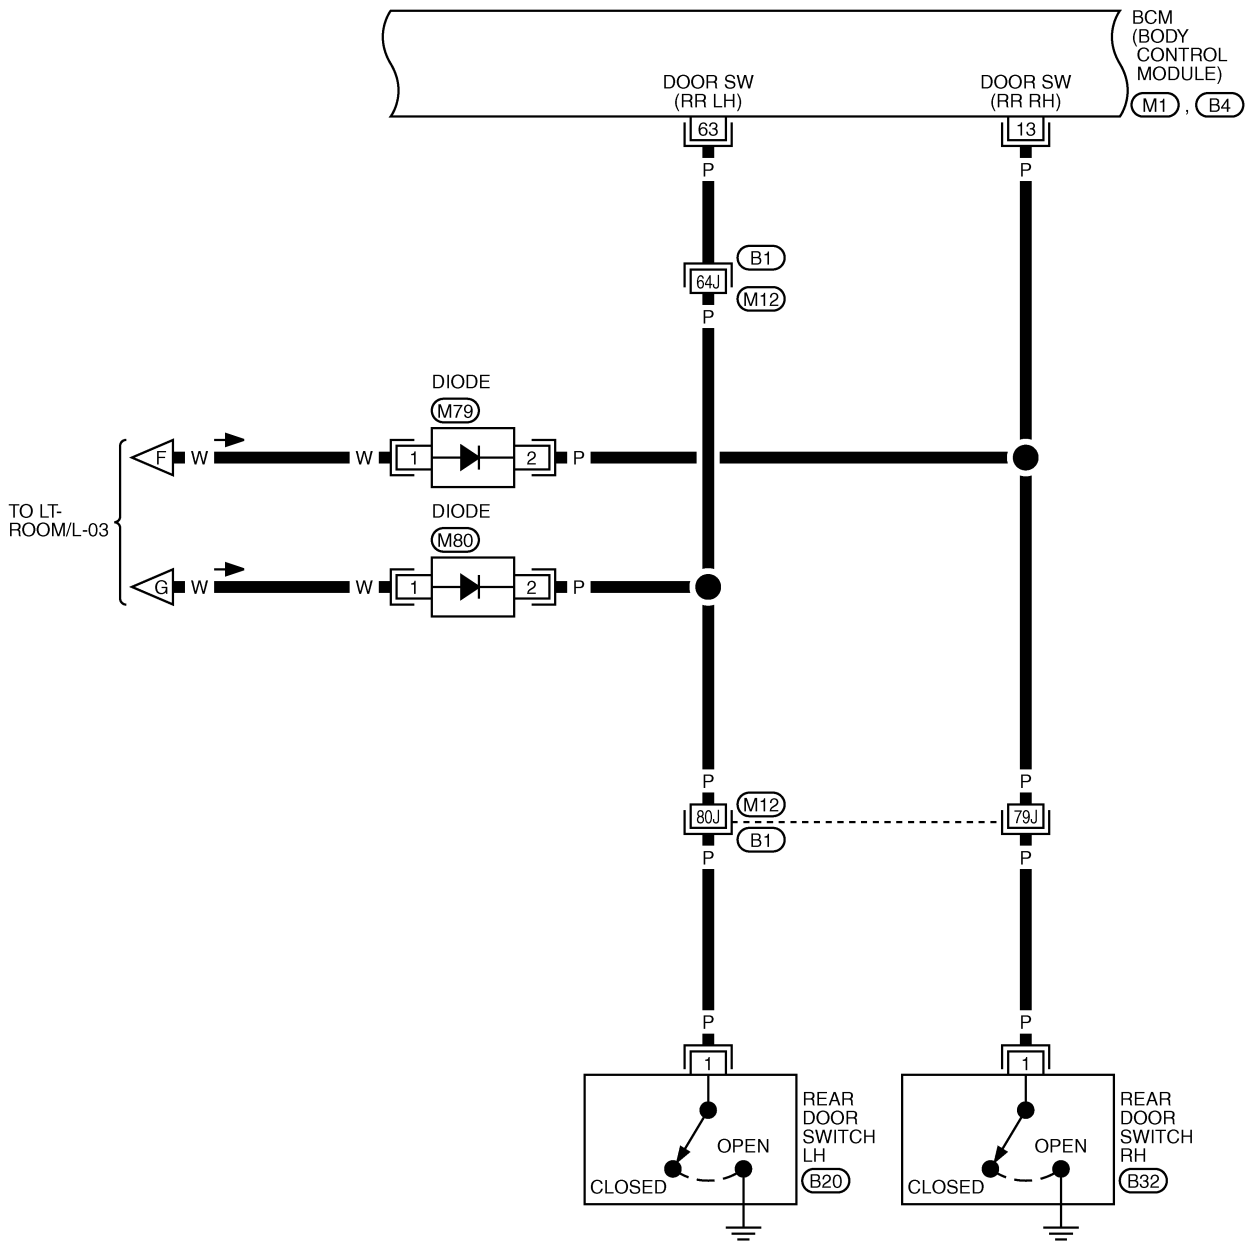 BCM
(BODY
CONTROL
MODULE)
M1 , B4
DOOR SW
(RR LH)
DOOR SW
(RR RH)
63
13
P
P
B1
64J
M12
P
DIODE
M79
F
W
W
1
2
P
TO LT-
ROOM/L-03
DIODE
M80
G
W
W
1
2
P
P
P
M12
80J
79J
B1
P
P
P
P
1
1
REAR
DOOR
SWITCH
LH
B20
OPEN
CLOSED
REAR
DOOR
SWITCH
RH
B32
OPEN
CLOSED